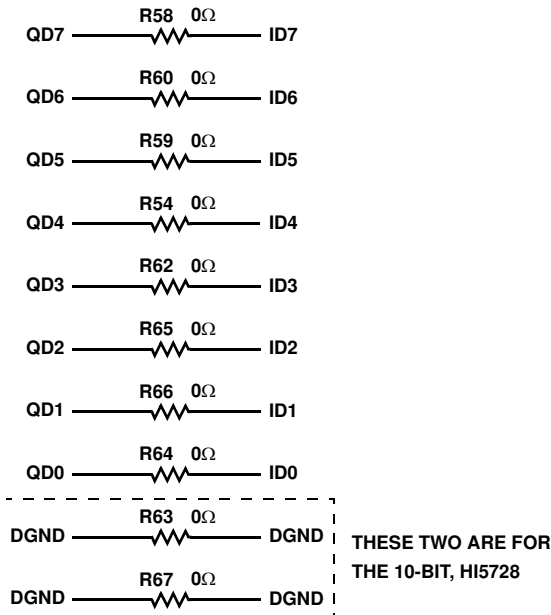 R58 0Ω
QD7 ID7
R60 0Ω
QD6 ID6
R59 0Ω
QD5 ID5
R54 0Ω
QD4 ID4
R62 0Ω
QD3 ID3
R65 0Ω
QD2 ID2
R66 0Ω
QD1 ID1
R64 0Ω
QD0 ID0
R63 0Ω
DGND DGND
THESE TWO ARE FOR
THE 10-BIT, HI5728
R67 0Ω
DGND DGND